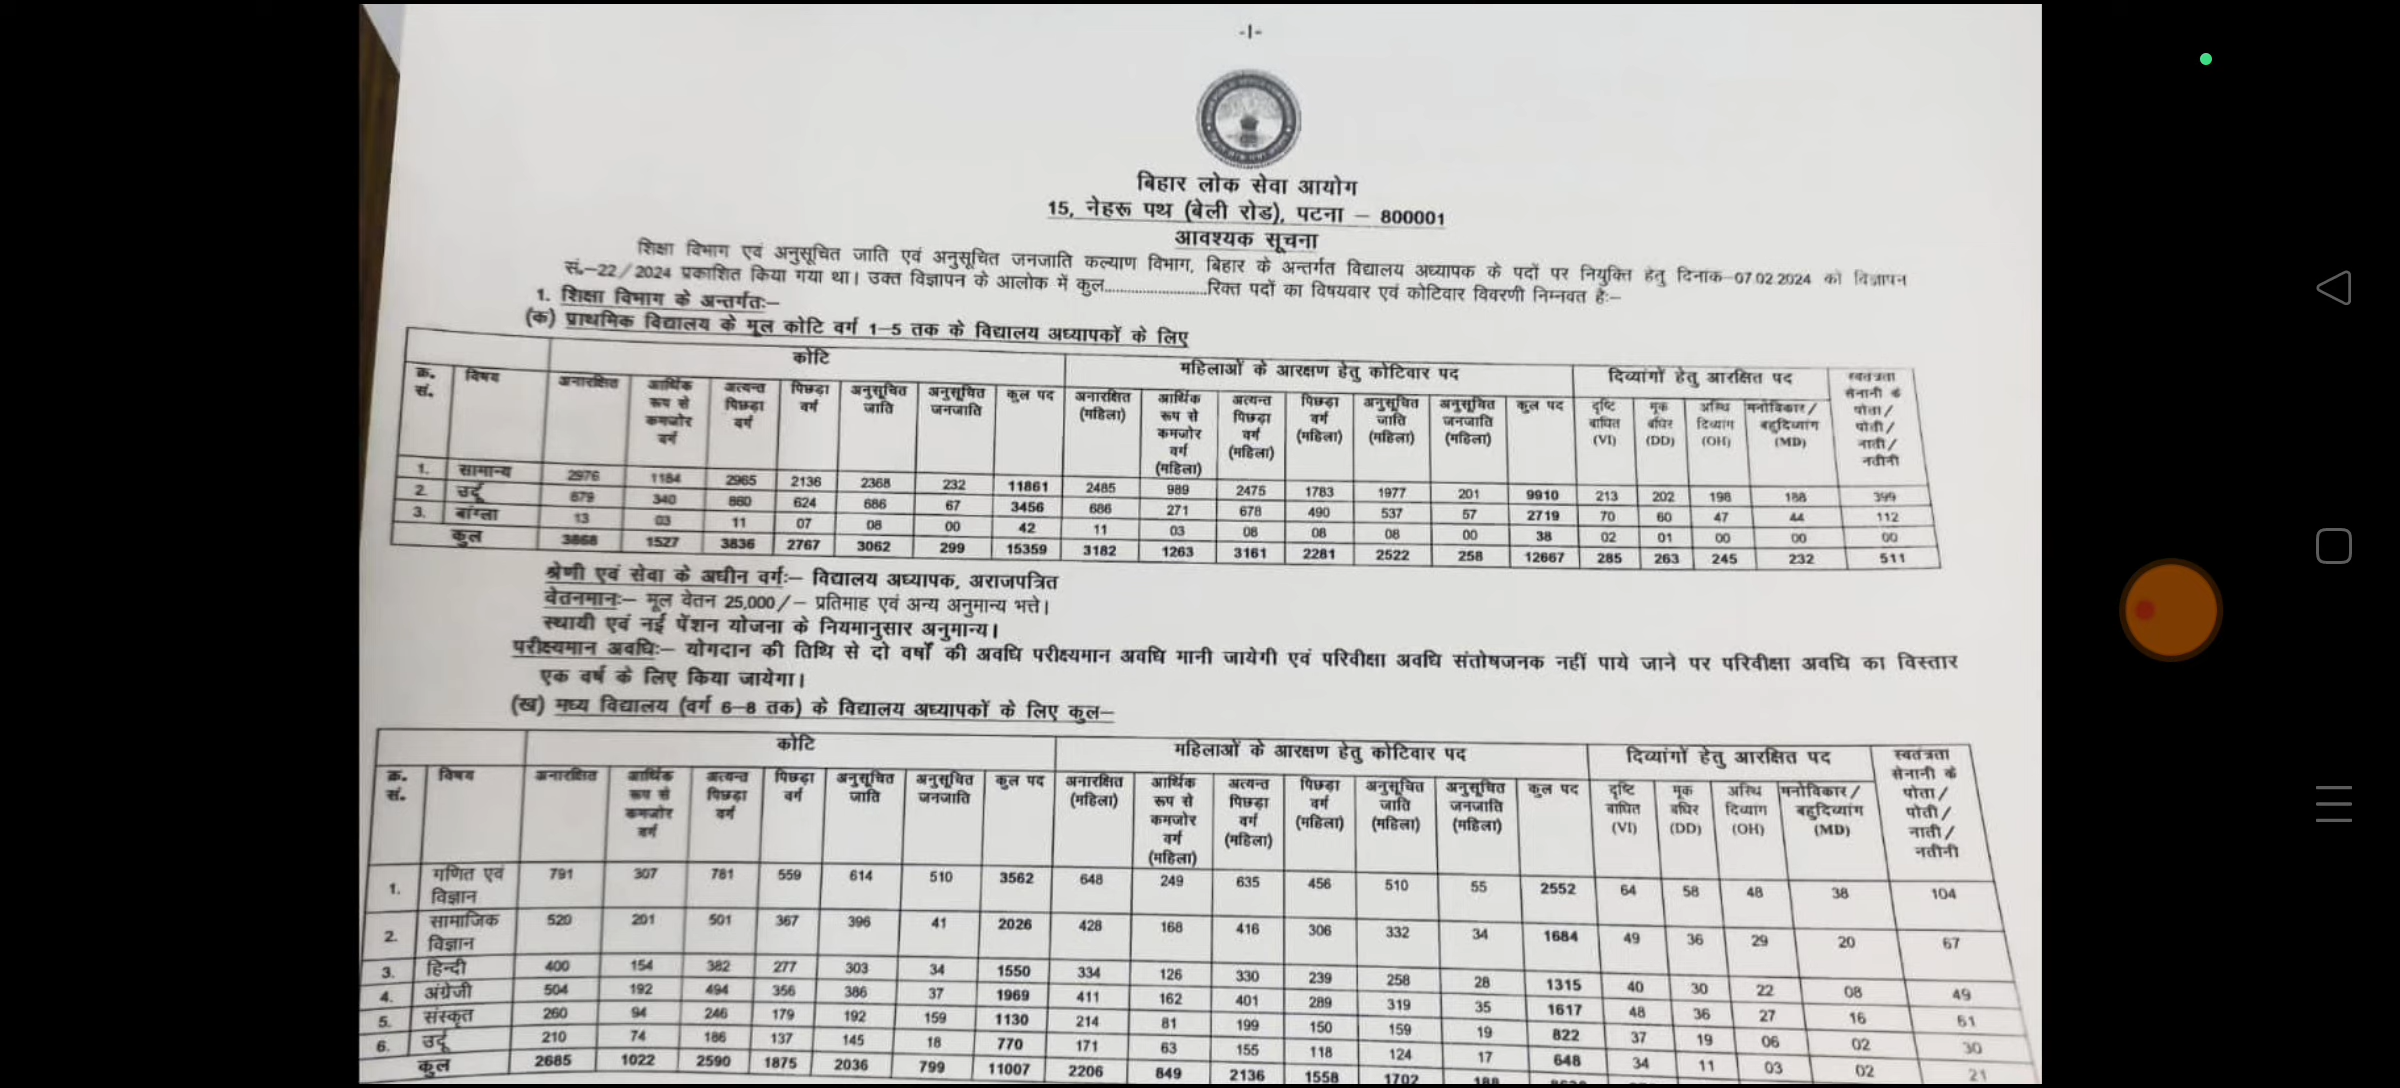 -1-
बिहार लोक सेवा आयोग
15, नेहरू पथ (बेली रोड), पटना – 800001
आवश्यक सूचना
शिक्षा विभाग एवं अनुसूचित जाति एवं अनुसूचित जनजाति कल्याण विभाग, बिहार के अन्तर्गत विद्यालय अध्यापक के पदों पर नियुक्ति हेतु दिनांक–07.02.2024 को विज्ञापन
सं.–22/2024 प्रकाशित किया गया था। उक्त विज्ञापन के आलोक में कुल..........................रिक्त पदों का विषयवार एवं कोटिवार विवरणी निम्नवत हैः–
1. शिक्षा विभाग के अन्तर्गतः–
(क) प्राथमिक विद्यालय के मूल कोटि वर्ग 1–5 तक के विद्यालय अध्यापकों के लिए
क्र. सं. विषय कोटि महिलाओं के आरक्षण हेतु कोटिवार पद दिव्यांगों हेतु आरक्षित पद स्वतंत्रता सेनानी के पोता/ पोती/ नाती/ नतीनी
अनारक्षित आर्थिक रूप से कमजोर वर्ग अत्यन्त पिछड़ा वर्ग पिछड़ा वर्ग अनुसूचित जाति अनुसूचित जनजाति कुल पद अनारक्षित (महिला) आर्थिक रूप से कमजोर वर्ग (महिला) अत्यन्त पिछड़ा वर्ग (महिला) पिछड़ा वर्ग (महिला) अनुसूचित जाति (महिला) अनुसूचित जनजाति (महिला) कुल पद दृष्टि बाधित (VI) मूक बधिर (DD) अस्थि दिव्यांग (OH) मनोविकार/ बहुदिव्यांग (MD)
1. सामान्य 2976 1184 2965 2136 2368 232 11861 2485 989 2475 1783 1977 201 9910 213 202 198 188 399
2. उर्दू 879 340 860 624 686 67 3456 686 271 678 490 537 57 2719 70 60 47 44 112
3. बांग्ला 13 03 11 07 08 00 42 11 03 08 08 08 00 38 02 01 00 00 00
कुल 3868 1527 3836 2767 3062 299 15359 3182 1263 3161 2281 2522 258 12667 285 263 245 232 511
श्रेणी एवं सेवा के अधीन वर्गः– विद्यालय अध्यापक, अराजपत्रित
वेतनमानः– मूल वेतन 25,000/– प्रतिमाह एवं अन्य अनुमान्य भत्ते।
स्थायी एवं नई पेंशन योजना के नियमानुसार अनुमान्य।
परीक्ष्यमान अवधिः– योगदान की तिथि से दो वर्षों की अवधि परीक्ष्यमान अवधि मानी जायेगी एवं परिवीक्षा अवधि संतोषजनक नहीं पाये जाने पर परिवीक्षा अवधि का विस्तार
एक वर्ष के लिए किया जायेगा।
(ख) मध्य विद्यालय (वर्ग 6–8 तक) के विद्यालय अध्यापकों के लिए कुल–
क्र. सं. विषय कोटि महिलाओं के आरक्षण हेतु कोटिवार पद दिव्यांगों हेतु आरक्षित पद स्वतंत्रता सेनानी के पोता/ पोती/ नाती/ नतीनी
अनारक्षित आर्थिक रूप से कमजोर वर्ग अत्यन्त पिछड़ा वर्ग पिछड़ा वर्ग अनुसूचित जाति अनुसूचित जनजाति कुल पद अनारक्षित (महिला) आर्थिक रूप से कमजोर वर्ग (महिला) अत्यन्त पिछड़ा वर्ग (महिला) पिछड़ा वर्ग (महिला) अनुसूचित जाति (महिला) अनुसूचित जनजाति (महिला) कुल पद दृष्टि बाधित (VI) मूक बधिर (DD) अस्थि दिव्यांग (OH) मनोविकार/ बहुदिव्यांग (MD)
1. गणित एवं विज्ञान 791 307 781 559 614 510 3562 648 249 635 456 510 55 2552 64 58 48 38 104
2. सामाजिक विज्ञान 520 201 501 367 396 41 2026 428 168 416 306 332 34 1684 49 36 29 20 67
3. हिन्दी 400 154 382 277 303 34 1550 334 126 330 239 258 28 1315 40 30 22 08 49
4. अंग्रेजी 504 192 494 356 386 37 1969 411 162 401 289 319 35 1617 48 36 27 16 61
5. संस्कृत 260 94 246 179 192 159 1130 214 81 199 150 159 19 822 37 19 06 02 30
6. उर्दू 210 74 186 137 145 18 770 171 63 155 118 124 17 648 34 11 03 02 21
कुल 2685 1022 2590 1875 2036 799 11007 2206 849 2136 1558 1702 188